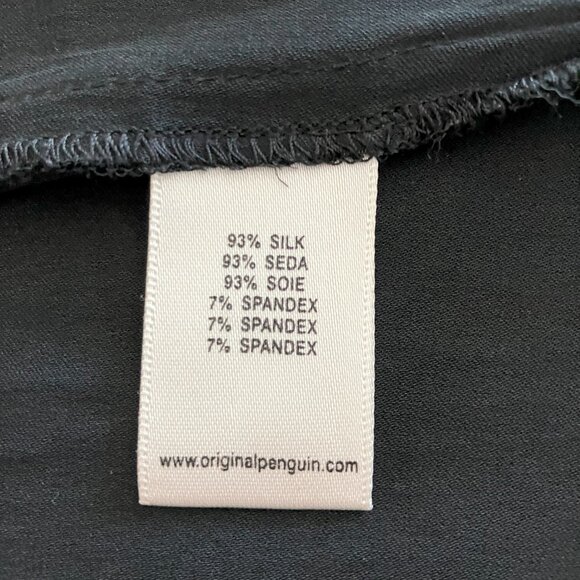 93% SILK
93% SEDA
93% SOIE
7% SPANDEX
7% SPANDEX
7% SPANDEX
www.originalpenguin.com